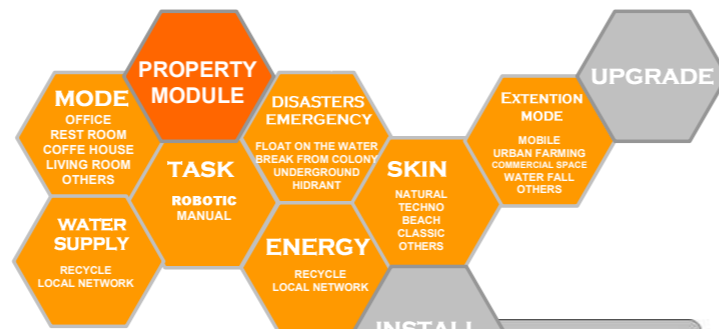 PROPERTY
MODULE
UPGRADE
MODE
OFFICE
REST ROOM
COFFE HOUSE
LIVING ROOM
OTHERS
DISASTERS
EMERGENCY
FLOAT ON THE WATER
BREAK FROM COLONY
UNDERGROUND
HIDRANT
EXTENTION
MODE
MOBILE
URBAN FARMING
COMMERCIAL SPACE
WATER FALL
OTHERS
TASK
ROBOTIC
MANUAL
SKIN
NATURAL
TECHNO
BEACH
CLASSIC
OTHERS
WATER
SUPPLY
RECYCLE
LOCAL NETWORK
ENERGY
RECYCLE
LOCAL NETWORK
INSTALL